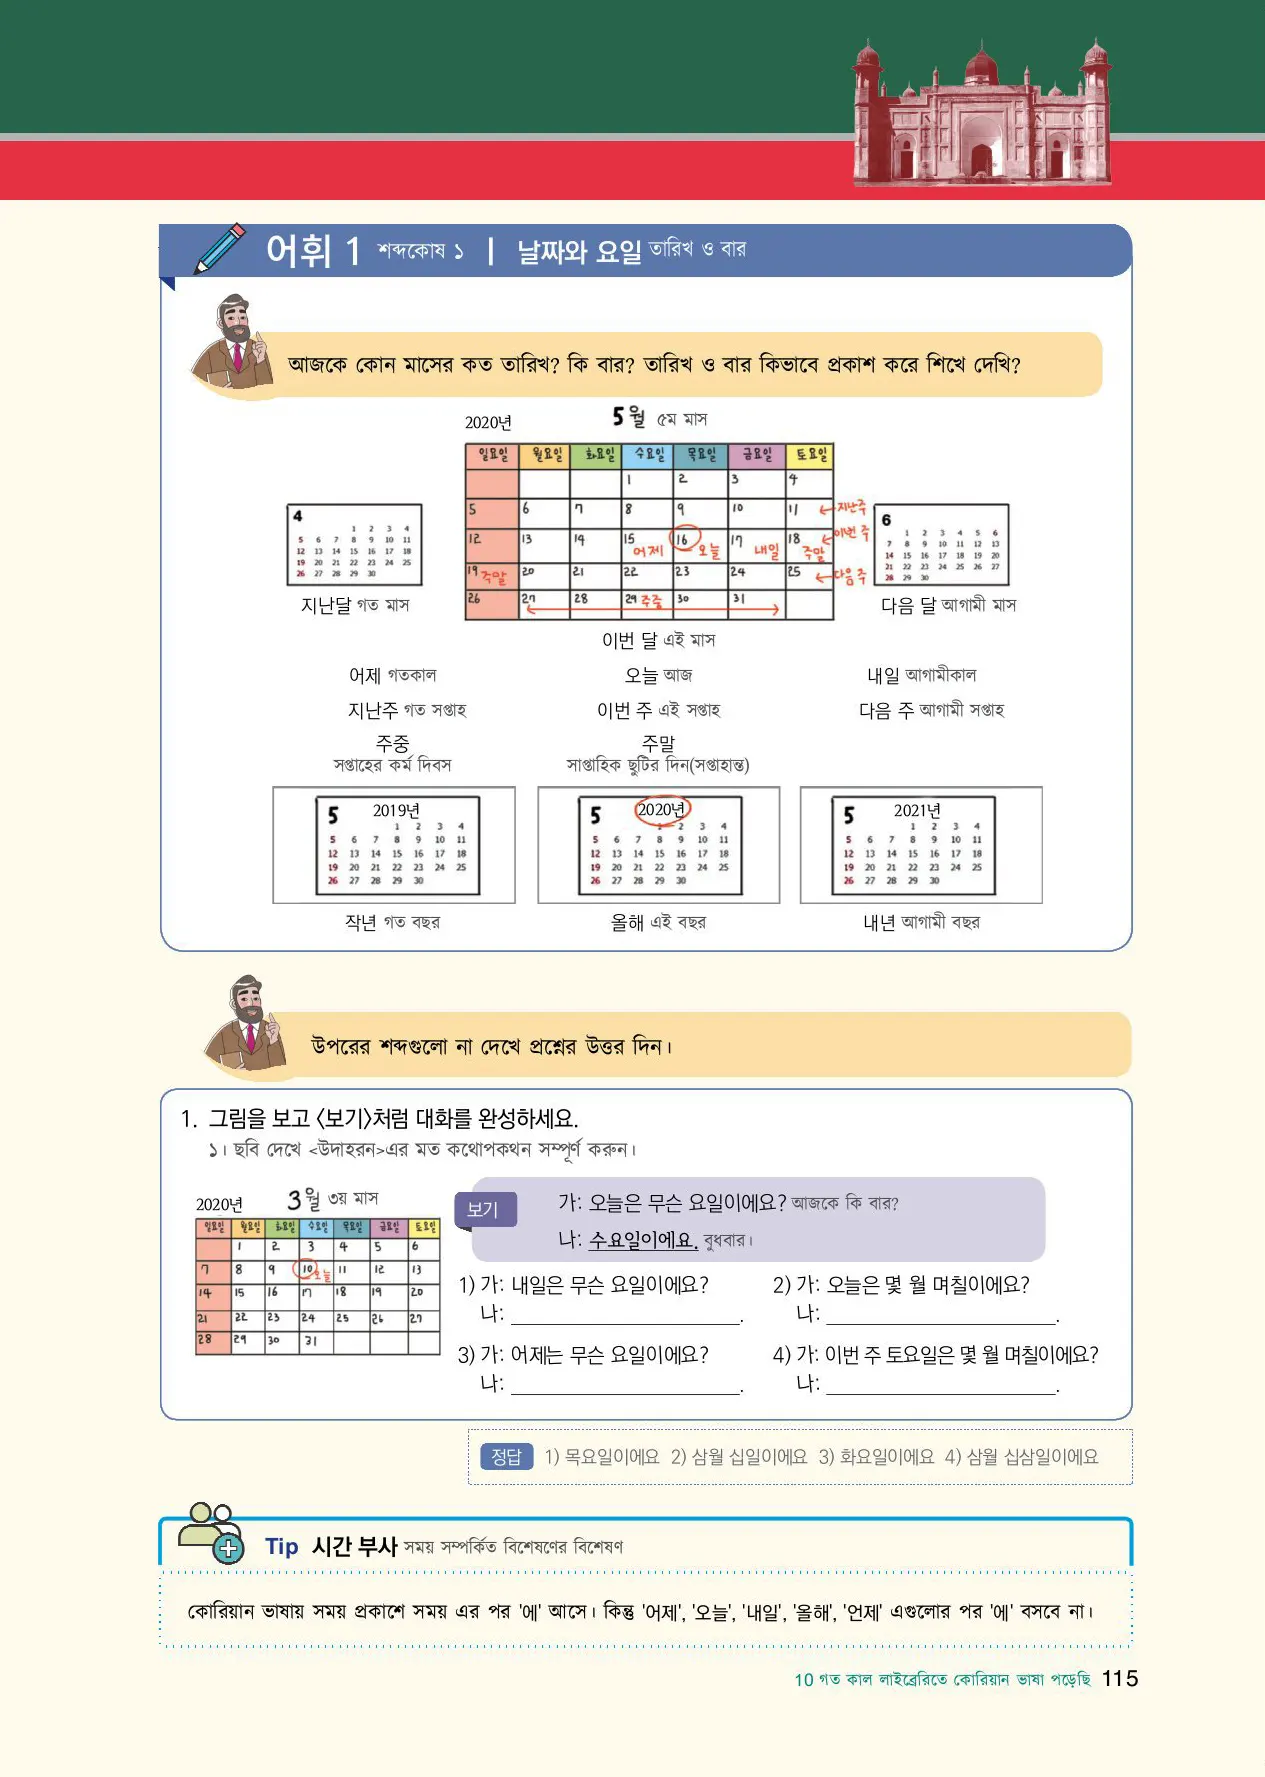 어휘 1 শব্দকোষ ১ | 날짜와 요일 তারিখ ও বার
আজকে কোন মাসের কত তারিখ? কি বার? তারিখ ও বার কিভাবে প্রকাশ করে শিখে দেখি?
2020년 5월 ৫ম মাস
일요일 월요일 화요일 수요일 목요일 금요일 토요일
1 2 3 4
5 6 7 8 9 10 11 지난주
12 13 14 15 어제 16 오늘 17 내일 18 주말 이번 주
19 주말 20 21 22 23 24 25 다음 주
26 27 28 29 주중 30 31
4
1 2 3 4
5 6 7 8 9 10 11
12 13 14 15 16 17 18
19 20 21 22 23 24 25
26 27 28 29 30
지난달 গত মাস
6
1 2 3 4 5 6
7 8 9 10 11 12 13
14 15 16 17 18 19 20
21 22 23 24 25 26 27
28 29 30
다음 달 আগামী মাস
이번 달 এই মাস
어제 গতকাল 오늘 আজ 내일 আগামীকাল
지난주 গত সপ্তাহ 이번 주 এই সপ্তাহ 다음 주 আগামী সপ্তাহ
주중 주말
সপ্তাহের কর্ম দিবস সাপ্তাহিক ছুটির দিন(সপ্তাহান্ত)
5 2019년
1 2 3 4
5 6 7 8 9 10 11
12 13 14 15 16 17 18
19 20 21 22 23 24 25
26 27 28 29 30
작년 গত বছর
5 2020년
1 2 3 4
5 6 7 8 9 10 11
12 13 14 15 16 17 18
19 20 21 22 23 24 25
26 27 28 29 30
올해 এই বছর
5 2021년
1 2 3 4
5 6 7 8 9 10 11
12 13 14 15 16 17 18
19 20 21 22 23 24 25
26 27 28 29 30
내년 আগামী বছর
উপরের শব্দগুলো না দেখে প্রশ্নের উত্তর দিন।
1. 그림을 보고 〈보기〉처럼 대화를 완성하세요.
১। ছবি দেখে <উদাহরন>এর মত কথোপকথন সম্পূর্ণ করুন।
2020년 3월 ৩য় মাস
일요일 월요일 화요일 수요일 목요일 금요일 토요일
1 2 3 4 5 6
7 8 9 10 오늘 11 12 13
14 15 16 17 18 19 20
21 22 23 24 25 26 27
28 29 30 31
보기
가: 오늘은 무슨 요일이에요? আজকে কি বার?
나: 수요일이에요. বুধবার।
1) 가: 내일은 무슨 요일이에요?
나: ____________________.
2) 가: 오늘은 몇 월 며칠이에요?
나: ____________________.
3) 가: 어제는 무슨 요일이에요?
나: ____________________.
4) 가: 이번 주 토요일은 몇 월 며칠이에요?
나: ____________________.
정답 1) 목요일이에요 2) 삼월 십일이에요 3) 화요일이에요 4) 삼월 십삼일이에요
Tip 시간 부사 সময় সম্পর্কিত বিশেষণের বিশেষণ
কোরিয়ান ভাষায় সময় প্রকাশে সময় এর পর '에' আসে। কিন্তু '어제', '오늘', '내일', '올해', '언제' এগুলোর পর '에' বসবে না।
10 গত কাল লাইব্রেরিতে কোরিয়ান ভাষা পড়েছি 115